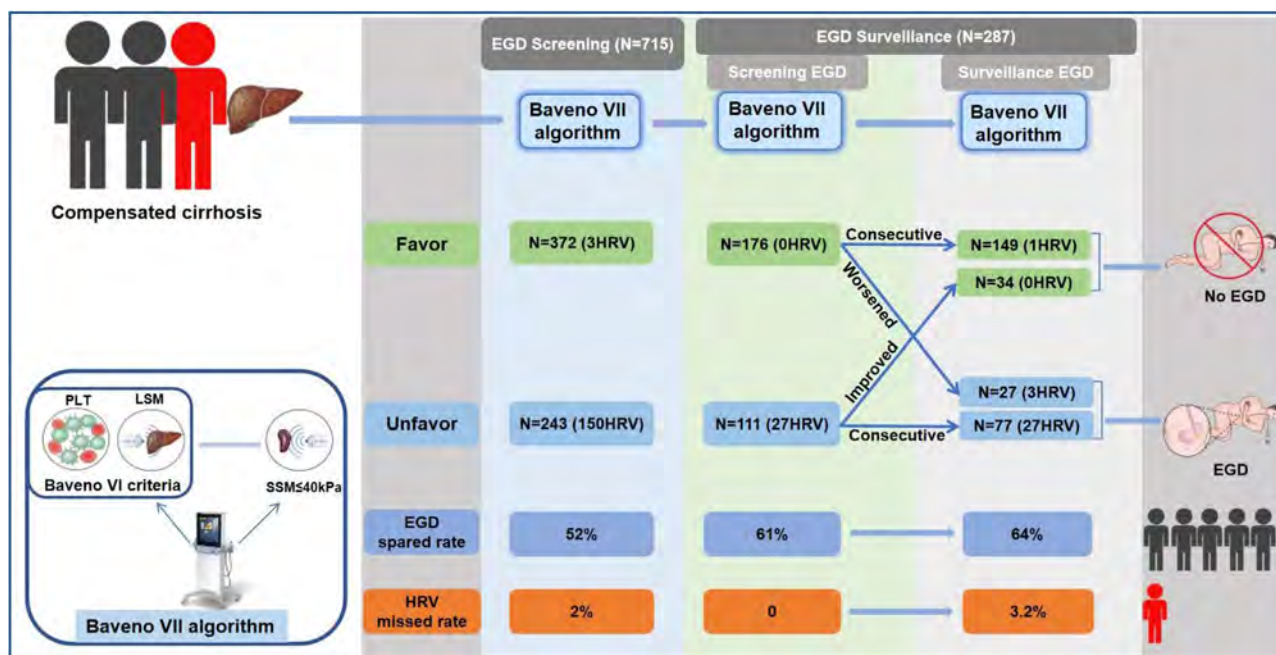 EGD Screening (N=715)
EGD Surveillance (N=287)
Screening EGD
Surveillance EGD
Baveno VII
algorithm
Baveno VII
algorithm
Baveno VII
algorithm
Compensated cirrhosis
Favor
N=372 (3HRV)
N=176 (0HRV)
Consecutive
N=149 (1HRV)
N=34 (0HRV)
No EGD
Worsened
Improved
Unfavor
N=243 (150HRV)
N=111 (27HRV)
Consecutive
N=27 (3HRV)
N=77 (27HRV)
EGD
PLT
LSM
Baveno VI criteria
SSM≤40kPa
Baveno VII algorithm
EGD
spared rate
52%
61%
64%
HRV
missed rate
2%
0
3.2%